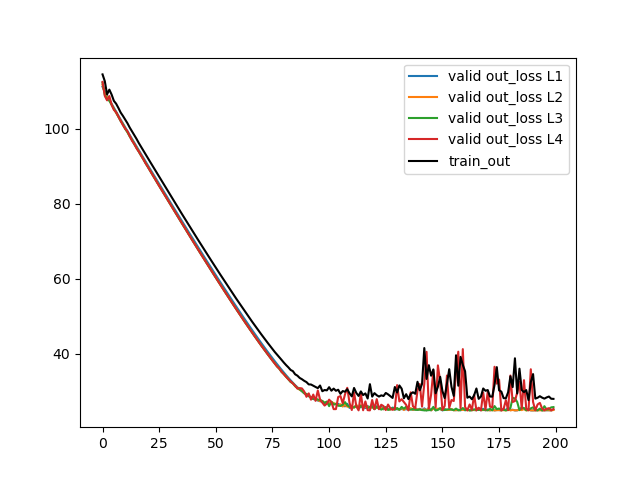 valid out_loss L1
valid out_loss L2
valid out_loss L3
valid out_loss L4
train_out
100
80
60
40
0 25 50 75 100 125 150 175 200